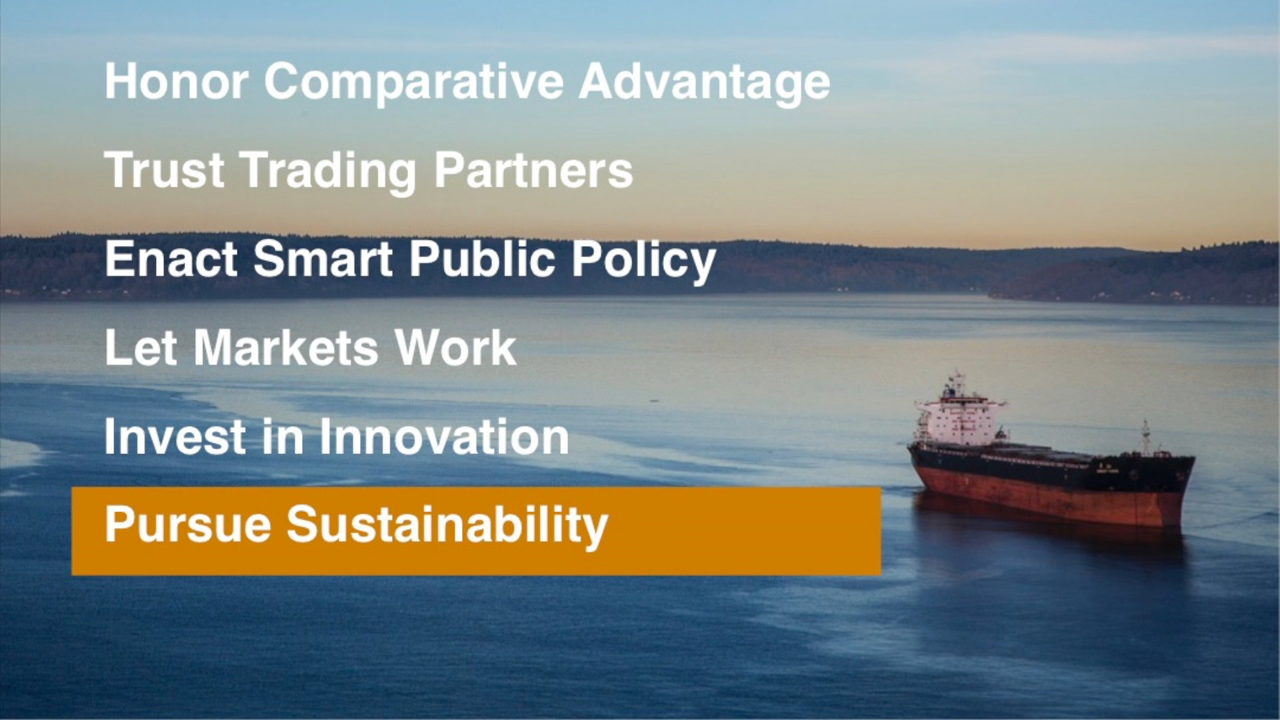 Honor Comparative Advantage
Trust Trading Partners
Enact Smart Public Policy
Let Markets Work
Invest in Innovation
Pursue Sustainability